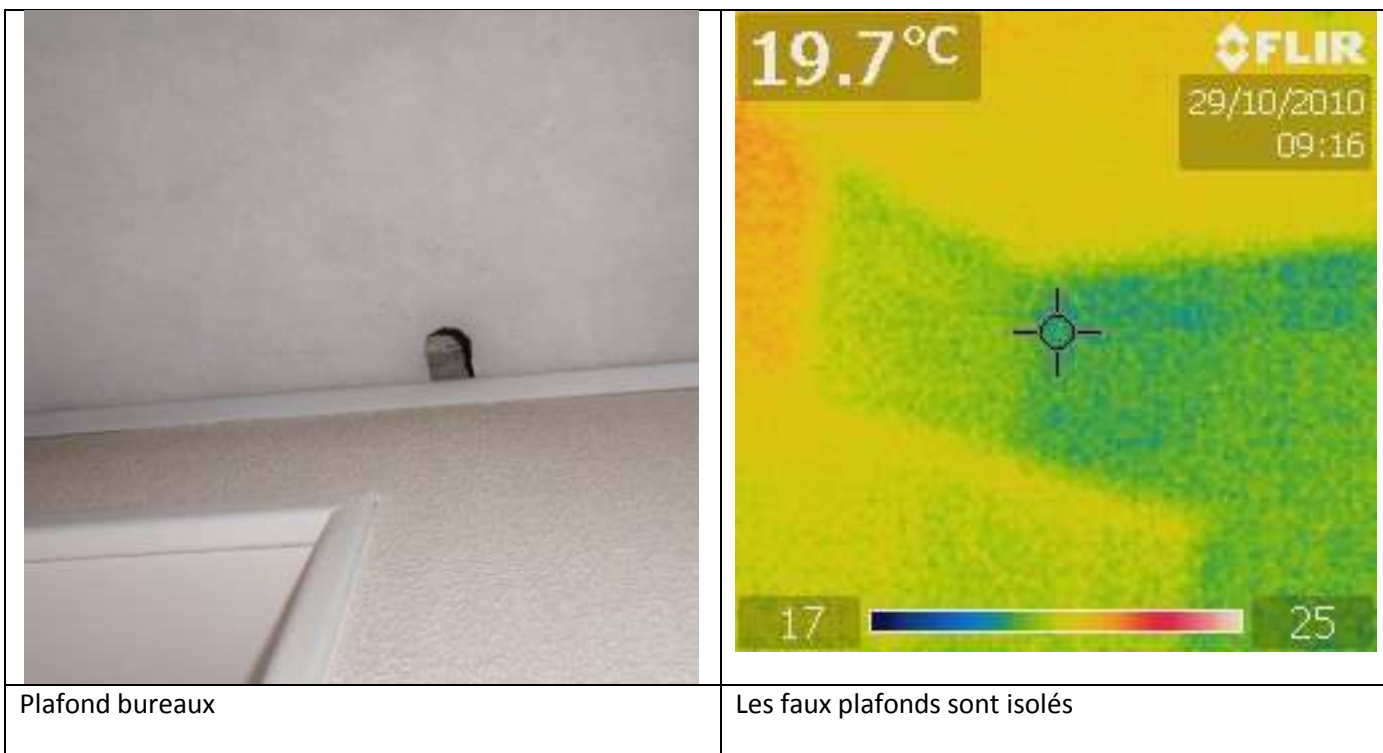 19.7°C
FLIR
29/10/2010
09:16
17
25
Plafond bureaux
Les faux plafonds sont isolés